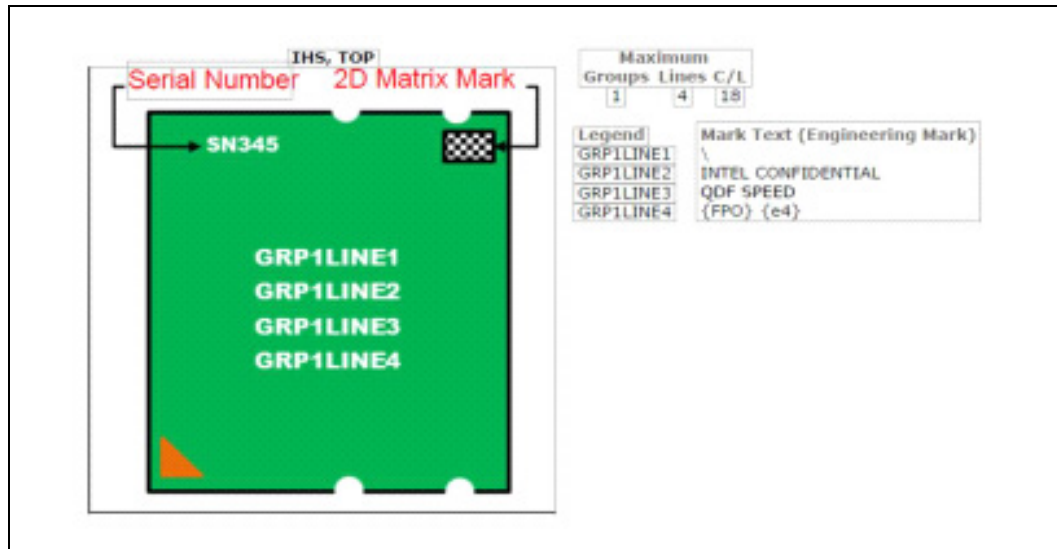 IHS, TOP
Serial Number 2D Matrix Mark
SN345
GRP1LINE1
GRP1LINE2
GRP1LINE3
GRP1LINE4
Maximum
Groups Lines C/L
1 4 18
Legend Mark Text (Engineering Mark)
GRP1LINE1 \
GRP1LINE2 INTEL CONFIDENTIAL
GRP1LINE3 QDF SPEED
GRP1LINE4 {FPO} {e4}